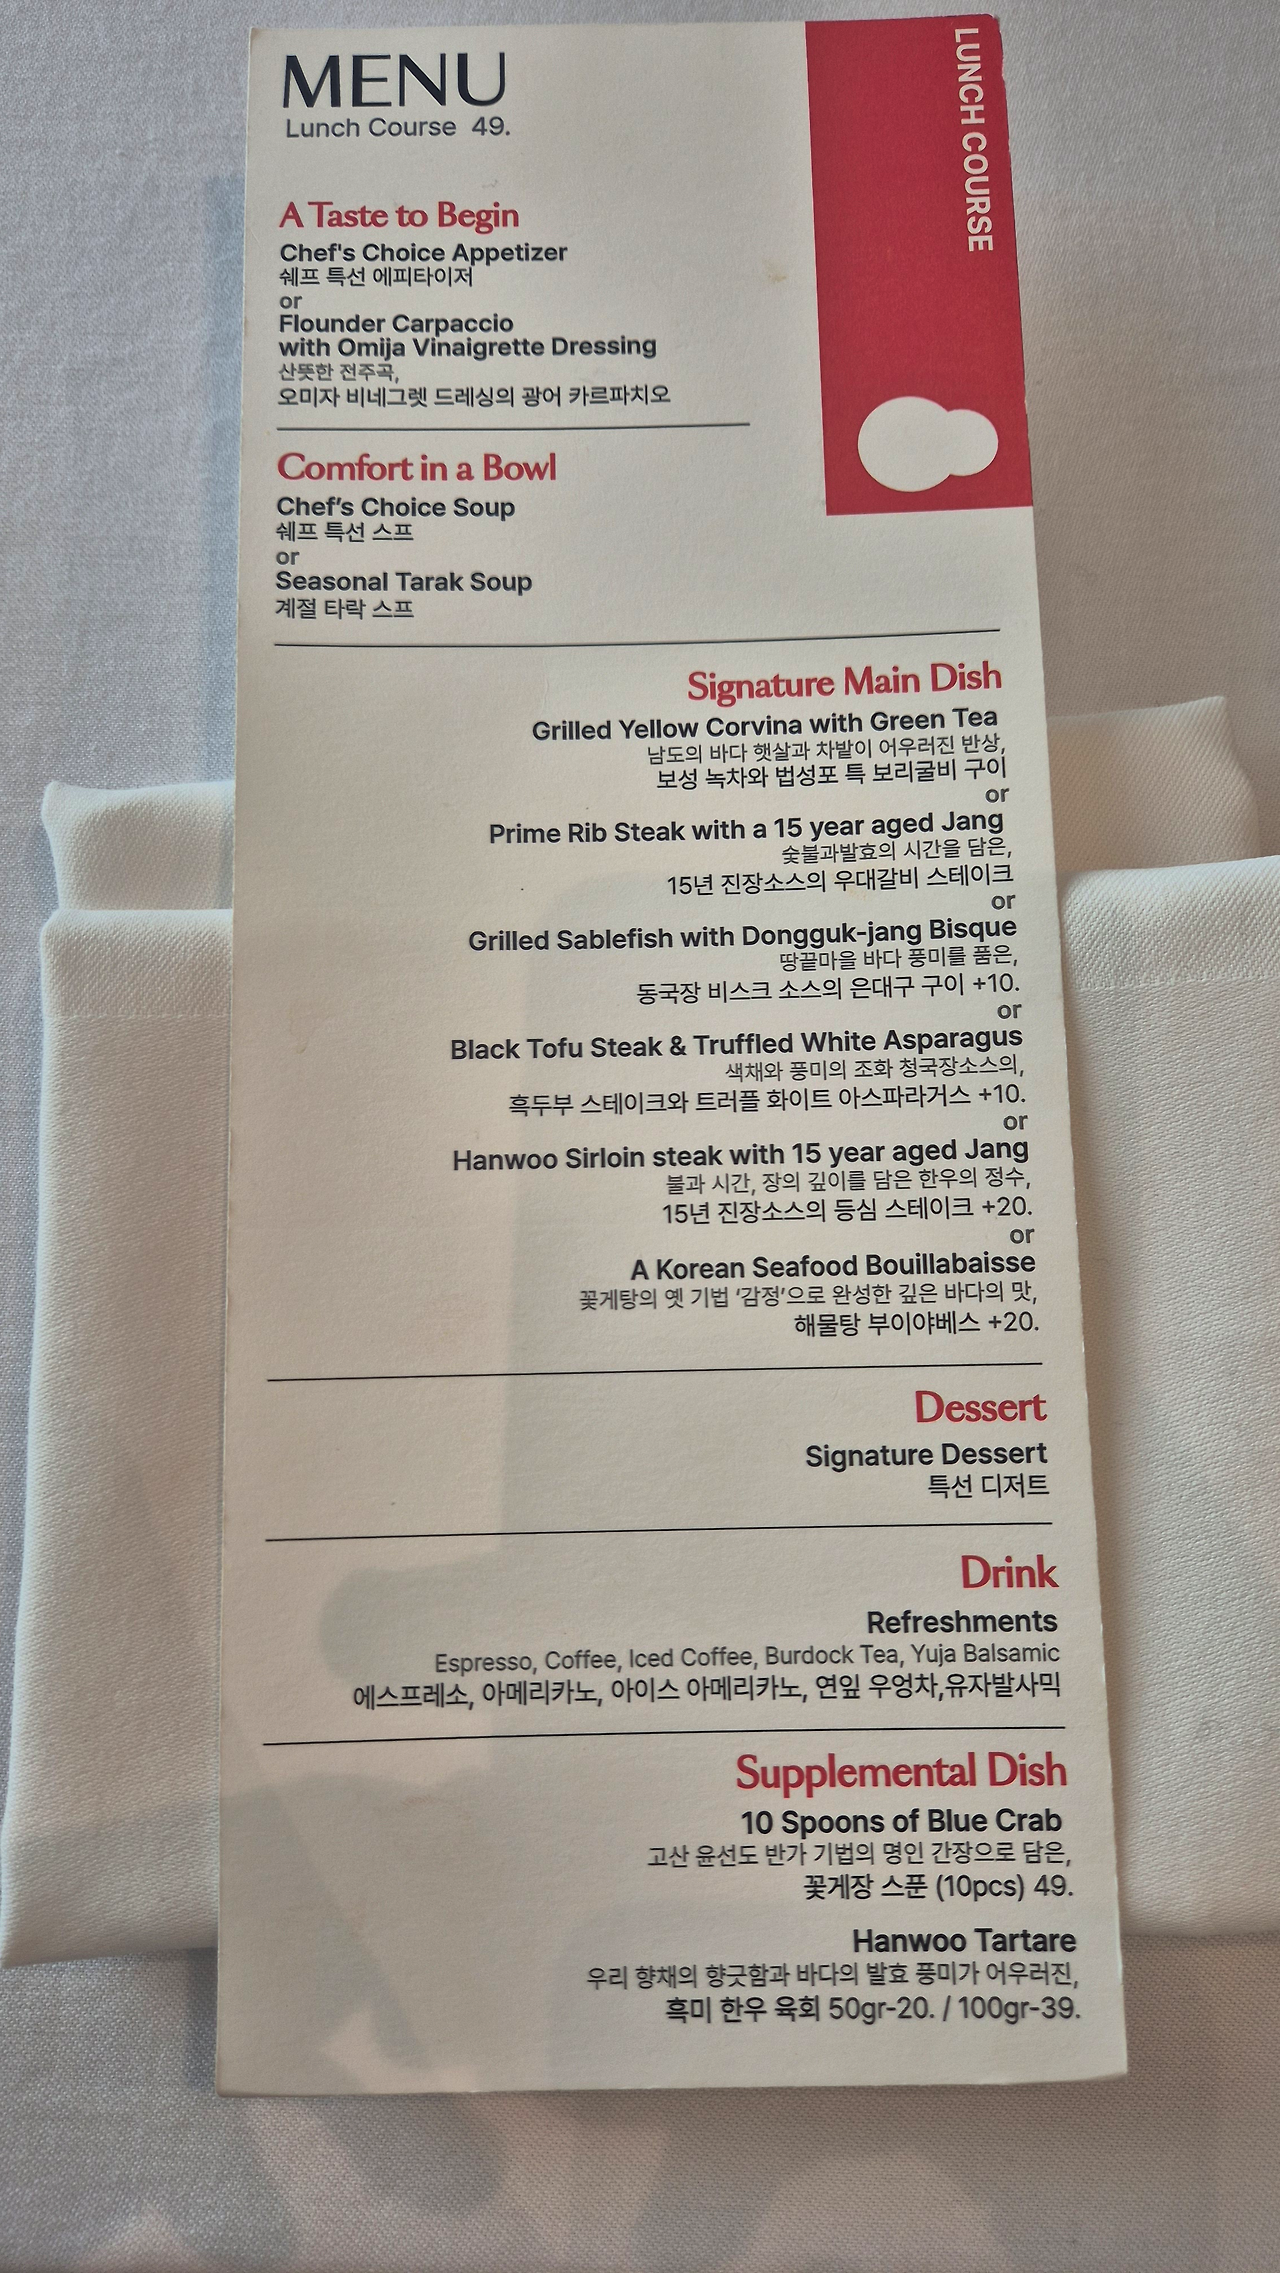 MENU
Lunch Course 49.
LUNCH COURSE
A Taste to Begin
Chef's Choice Appetizer
쉐프 특선 에피타이저
or
Flounder Carpaccio
with Omija Vinaigrette Dressing
산뜻한 전주곡,
오미자 비네그렛 드레싱의 광어 카르파치오
Comfort in a Bowl
Chef's Choice Soup
쉐프 특선 스프
or
Seasonal Tarak Soup
계절 타락 스프
Signature Main Dish
Grilled Yellow Corvina with Green Tea
남도의 바다 햇살과 차밭이 어우러진 반상,
보성 녹차와 법성포 특 보리굴비 구이
or
Prime Rib Steak with a 15 year aged Jang
숯불과발효의 시간을 담은,
15년 진장소스의 우대갈비 스테이크
or
Grilled Sablefish with Dongguk-jang Bisque
땅끝마을 바다 풍미를 품은,
동국장 비스크 소스의 은대구 구이 +10.
or
Black Tofu Steak & Truffled White Asparagus
색채와 풍미의 조화 청국장소스의,
흑두부 스테이크와 트러플 화이트 아스파라거스 +10.
or
Hanwoo Sirloin steak with 15 year aged Jang
불과 시간, 장의 깊이를 담은 한우의 정수,
15년 진장소스의 등심 스테이크 +20.
or
A Korean Seafood Bouillabaisse
꽃게탕의 옛 기법 '감정'으로 완성한 깊은 바다의 맛,
해물탕 부이야베스 +20.
Dessert
Signature Dessert
특선 디저트
Drink
Refreshments
Espresso, Coffee, Iced Coffee, Burdock Tea, Yuja Balsamic
에스프레소, 아메리카노, 아이스 아메리카노, 연잎 우엉차,유자발사믹
Supplemental Dish
10 Spoons of Blue Crab
고산 윤선도 반가 기법의 명인 간장으로 담은,
꽃게장 스푼 (10pcs) 49.
Hanwoo Tartare
우리 향채의 향긋함과 바다의 발효 풍미가 어우러진,
흑미 한우 육회 50gr-20. / 100gr-39.